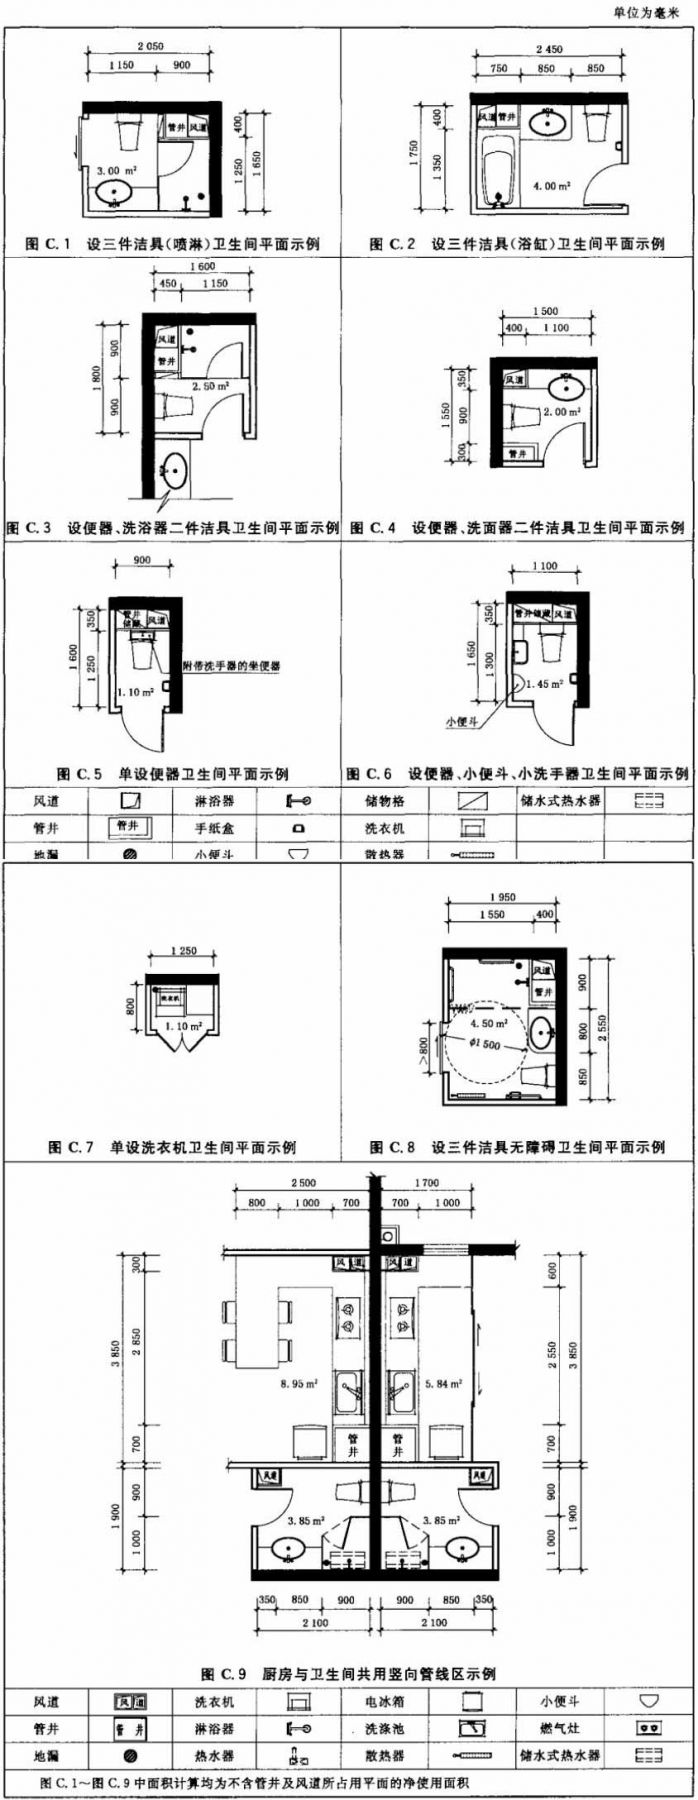 单位为毫米
2 050
1 150 900
管井 风道
3.00 m²
400
1 250
1 650
图 C.1 设三件洁具(喷淋)卫生间平面示例
2 450
750 850 850
风道 管井
4.00 m²
400
1 350
1 750
图 C.2 设三件洁具(浴缸)卫生间平面示例
1 600
450 1 150
风道
管井
2.50 m²
900
900
1 800
图 C.3 设便器、洗浴器二件洁具卫生间平面示例
1 500
400 1 100
风道
2.00 m²
管井
350
900
300
1 550
图 C.4 设便器、洗面器二件洁具卫生间平面示例
900
管井
储藏 风道
附带洗手器的坐便器
1.10 m²
350
1 250
1 600
图 C.5 单设便器卫生间平面示例
1 100
管井储藏 风道
1.45 m²
小便斗
350
1 300
1 650
图 C.6 设便器、小便斗、小洗手器卫生间平面示例
风道 淋浴器 储物格 储水式热水器
管井 管井 手纸盒 洗衣机
地漏 小便斗 散热器
1 250
800
洗衣机
1.10 m²
图 C.7 单设洗衣机卫生间平面示例
1 950
1 550 400
风道
管井
4.50 m²
φ1 500
>800
900
800
850
2 550
图 C.8 设三件洁具无障碍卫生间平面示例
2 500 1 700
800 1 000 700 700 1 000
风 道 风 道
300
2 850
700
3 850
600
2 550
700
3 850
8.95 m² 5.84 m²
管井 管井
风道 风道
3.85 m² 3.85 m²
900
1 000
1 900
900
1 000
1 900
350 850 900 900 850 350
2 100 2 100
图 C.9 厨房与卫生间共用竖向管线区示例
风道 风道 洗衣机 电冰箱 小便斗
管井 管井 淋浴器 洗涤池 燃气灶
地漏 热水器 散热器 储水式热水器
图 C.1～图 C.9 中面积计算均为不含管井及风道所占用平面的净使用面积